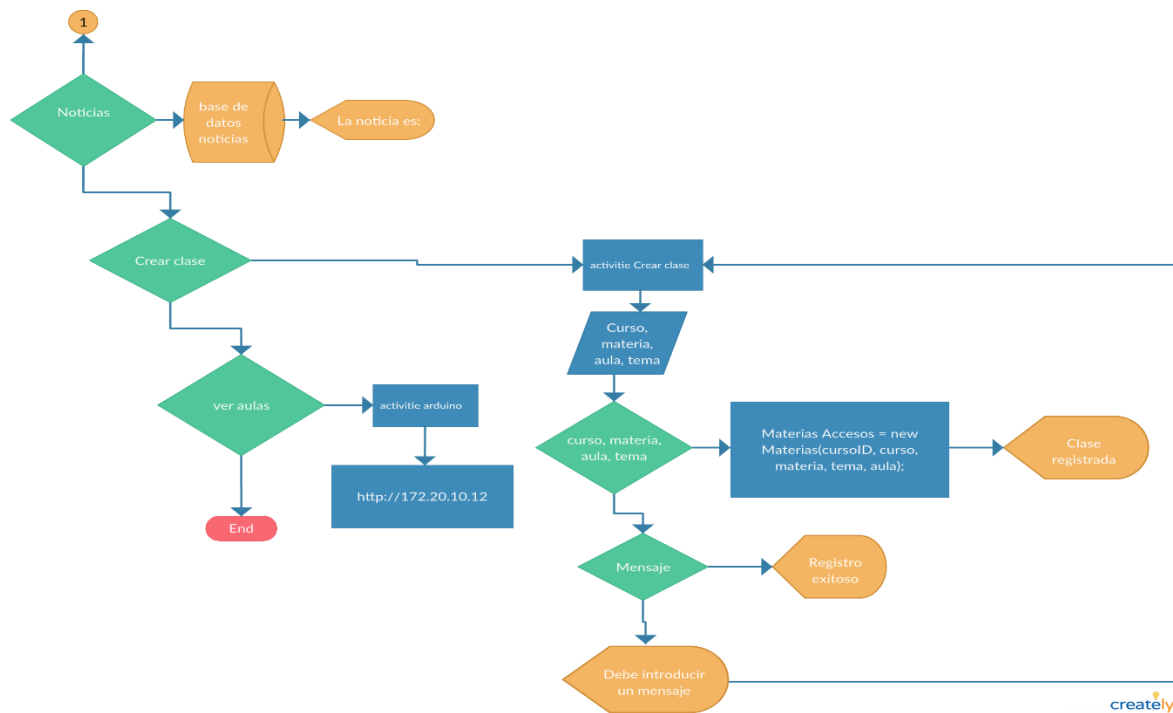 1
Noticias
base de
datos
noticias
La noticia es:
Crear clase
activitie Crear clase
Curso,
materia,
aula, tema
ver aulas
activitie arduino
curso, materia,
aula, tema
Materias Accesos = new
Materias(cursoID, curso,
materia, tema, aula);
Clase
registrada
http://172.20.10.12
End
Mensaje
Registro
exitoso
Debe introducir
un mensaje
creately